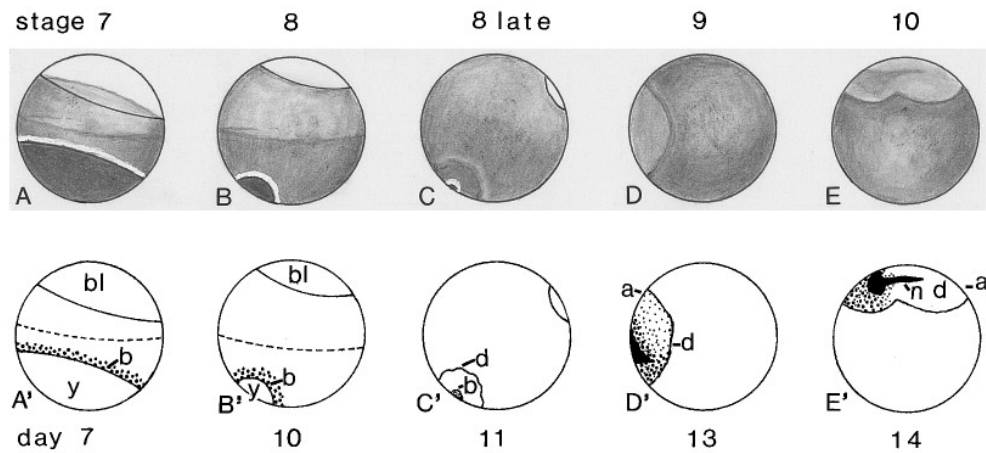 stage 7 8 8 late 9 10
A B C D E
bl bl a n d a
b b d b d
y y
A' B' C' D' E'
day 7 10 11 13 14